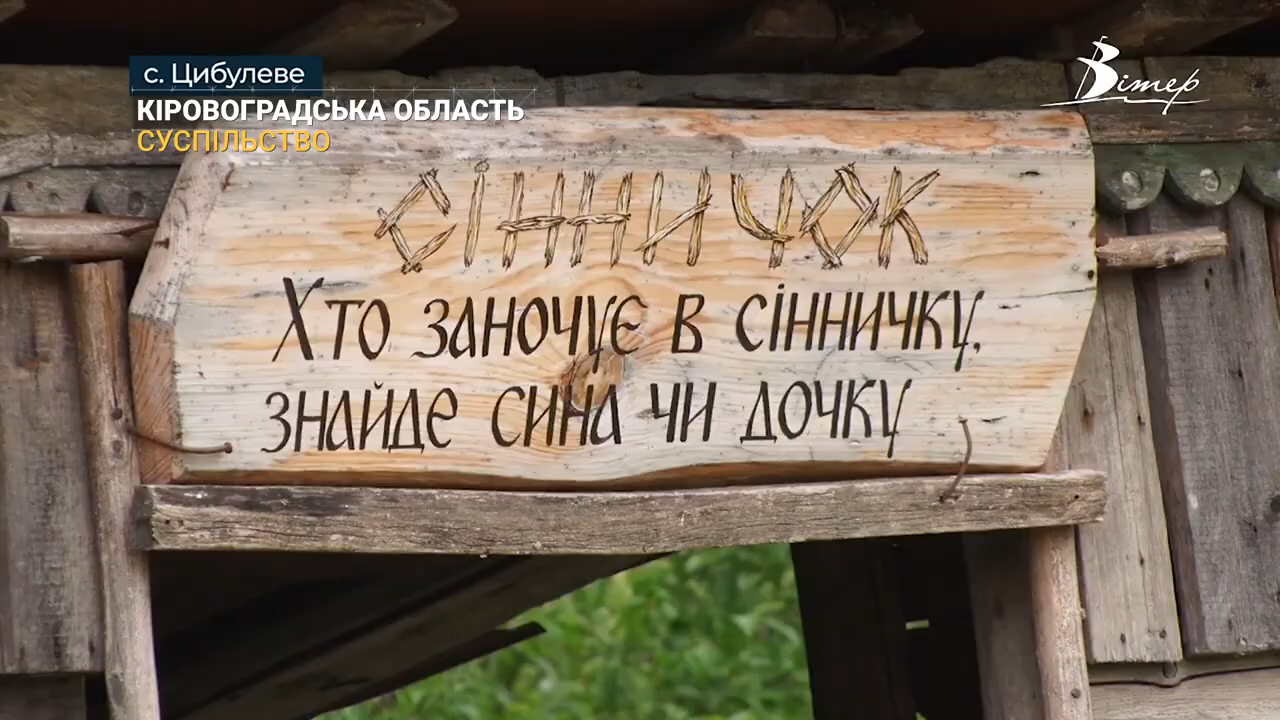 с. Цибулеве
КІРОВОГРАДСЬКА ОБЛАСТЬ
СУСПІЛЬСТВО
Вітер
СІННИЧОК
Хто заночує в сінничку,
знайде сина чи дочку